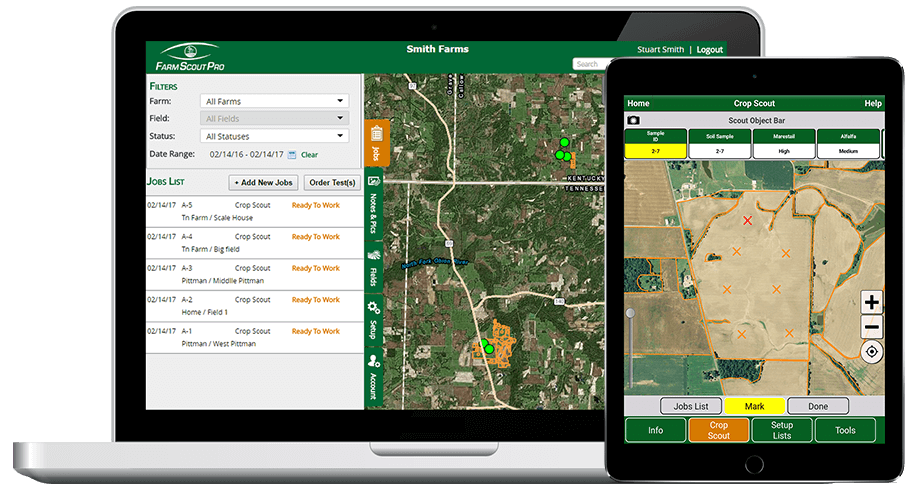 Smith Farms
Stuart Smith | Logout
FARMSCOUTPRO
Search
FILTERS
Farm: All Farms
Field: All Fields
Status: All Statuses
Date Range: 02/14/16 - 02/14/17 Clear
JOBS LIST + Add New Jobs Order Test(s)
02/14/17 A-5 Crop Scout Ready To Work
Tn Farm / Scale House
02/14/17 A-4 Crop Scout Ready To Work
Tn Farm / Big field
02/14/17 A-3 Crop Scout Ready To Work
Pittman / Middlle Pittman
02/14/17 A-2 Crop Scout Ready To Work
Home / Field 1
02/14/17 A-1 Crop Scout Ready To Work
Pittman / West Pittman
Jobs
Notes & Pics
Fields
Setup
Account
KENTUCKY
TENNESSE
North Fork Obion River
Home Crop Scout Help
Scout Object Bar
Sample ID
Soil Sample
Marestail
Alfalfa
2-7 2-7 High Medium
+
−
Jobs List Mark Done
Info Crop Scout Setup Lists Tools